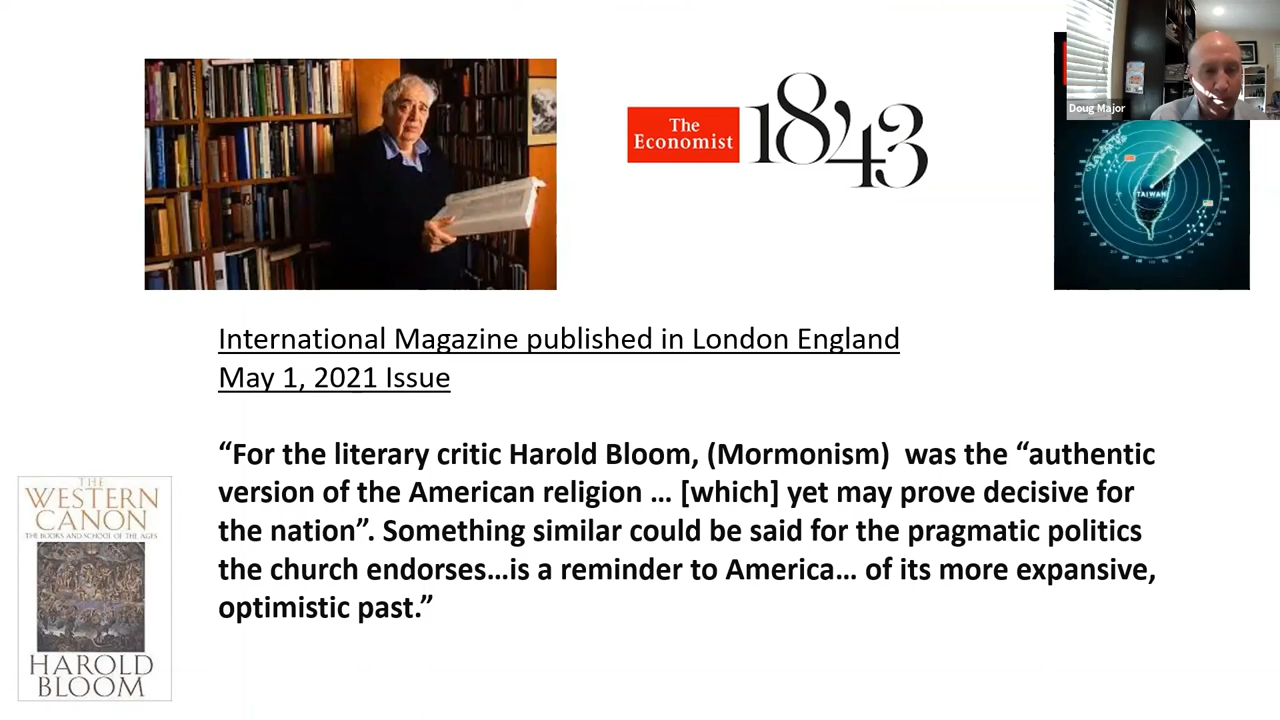 The
Economist
1843
Doug Major
TAIWAN
International Magazine published in London England
May 1, 2021 Issue
“For the literary critic Harold Bloom, (Mormonism) was the “authentic
version of the American religion … [which] yet may prove decisive for
the nation”. Something similar could be said for the pragmatic politics
the church endorses…is a reminder to America… of its more expansive,
optimistic past.”
THE
WESTERN
CANON
THE BOOKS AND SCHOOL OF THE AGES
HAROLD
BLOOM